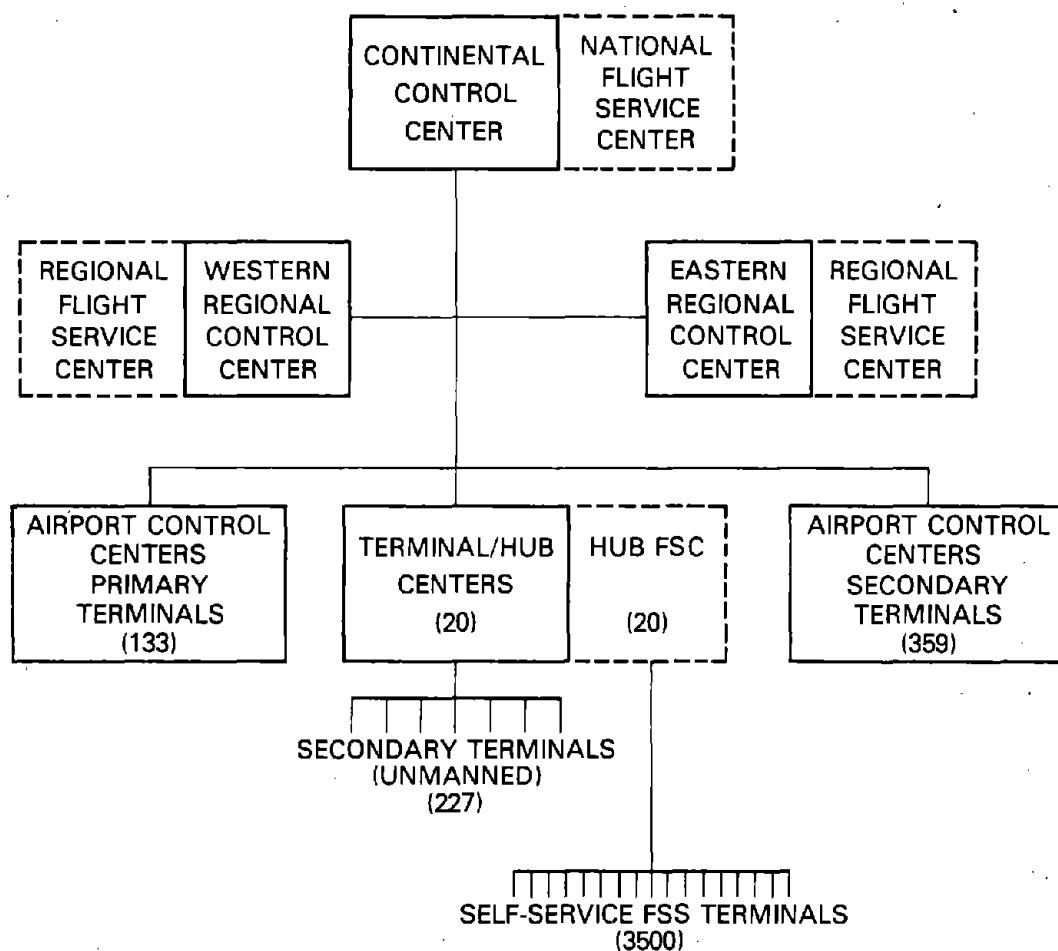 CONTINENTAL
CONTROL
CENTER
NATIONAL
FLIGHT
SERVICE
CENTER
REGIONAL
FLIGHT
SERVICE
CENTER
WESTERN
REGIONAL
CONTROL
CENTER
EASTERN
REGIONAL
CONTROL
CENTER
REGIONAL
FLIGHT
SERVICE
CENTER
AIRPORT CONTROL
CENTERS
PRIMARY
TERMINALS
(133)
TERMINAL/HUB
CENTERS
(20)
HUB FSC
(20)
AIRPORT CONTROL
CENTERS
SECONDARY
TERMINALS
(359)
SECONDARY TERMINALS
(UNMANNED)
(227)
SELF-SERVICE FSS TERMINALS
(3500)